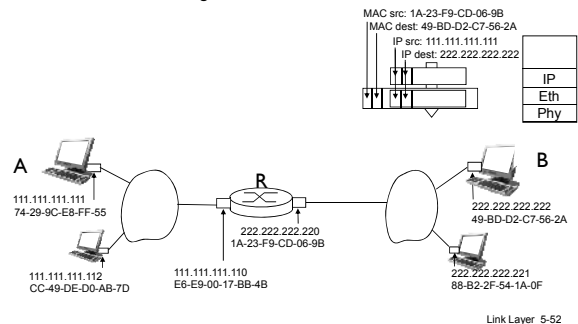 MAC src: 1A-23-F9-CD-06-9B
MAC dest: 49-BD-D2-C7-56-2A
IP src: 111.111.111.111
IP dest: 222.222.222.222
IP
Eth
Phy
A
R
B
111.111.111.111
74-29-9C-E8-FF-55
222.222.222.222
49-BD-D2-C7-56-2A
222.222.222.220
1A-23-F9-CD-06-9B
111.111.111.112
CC-49-DE-D0-AB-7D
111.111.111.110
E6-E9-00-17-BB-4B
222.222.222.221
88-B2-2F-54-1A-0F
Link Layer 5-52